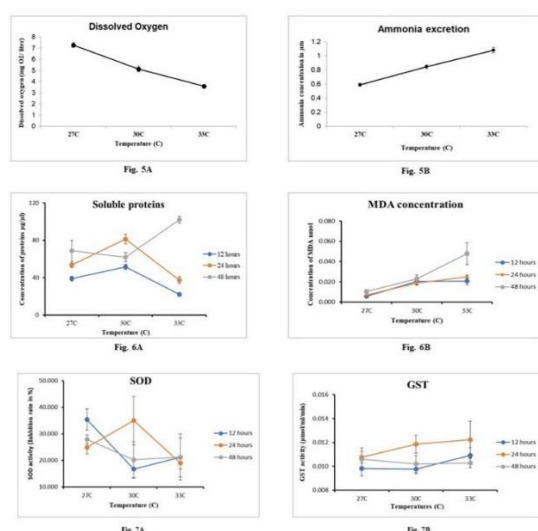 Dissolved Oxygen
Dissolved oxygen(mg O2/ liter)
8
7
6
5
4
3
2
1
0
27C 30C 33C
Temperature (C)
Fig. 5A
Ammonia excretion
Ammonia concentration in µm
1.2
1
0.8
0.6
0.4
0.2
0
27C 30C 33C
Temperature (C)
Fig. 5B
Soluble proteins
Concentration of proteins µg/µl)
120
80
40
0
27C 30C 33C
Temperature (C)
12 hours
24 hours
48 hours
Fig. 6A
MDA concentration
Concentration of MDA nmol
0.080
0.060
0.040
0.020
0.000
27C 30C 33C
Temperature (C)
12 hours
24 hours
48 hours
Fig. 6B
SOD
SOD activity [Inhibition rate in %]
50.000
40.000
30.000
20.000
10.000
27C 30C 33C
Temperature (C)
12 hours
24 hours
48 hours
Fig. 7A
GST
GST activity (µmol/ml/min)
0.016
0.014
0.012
0.010
0.008
27C 30C 33C
Temperatures (C)
12 hours
24 hours
48 hours
Fig. 7B